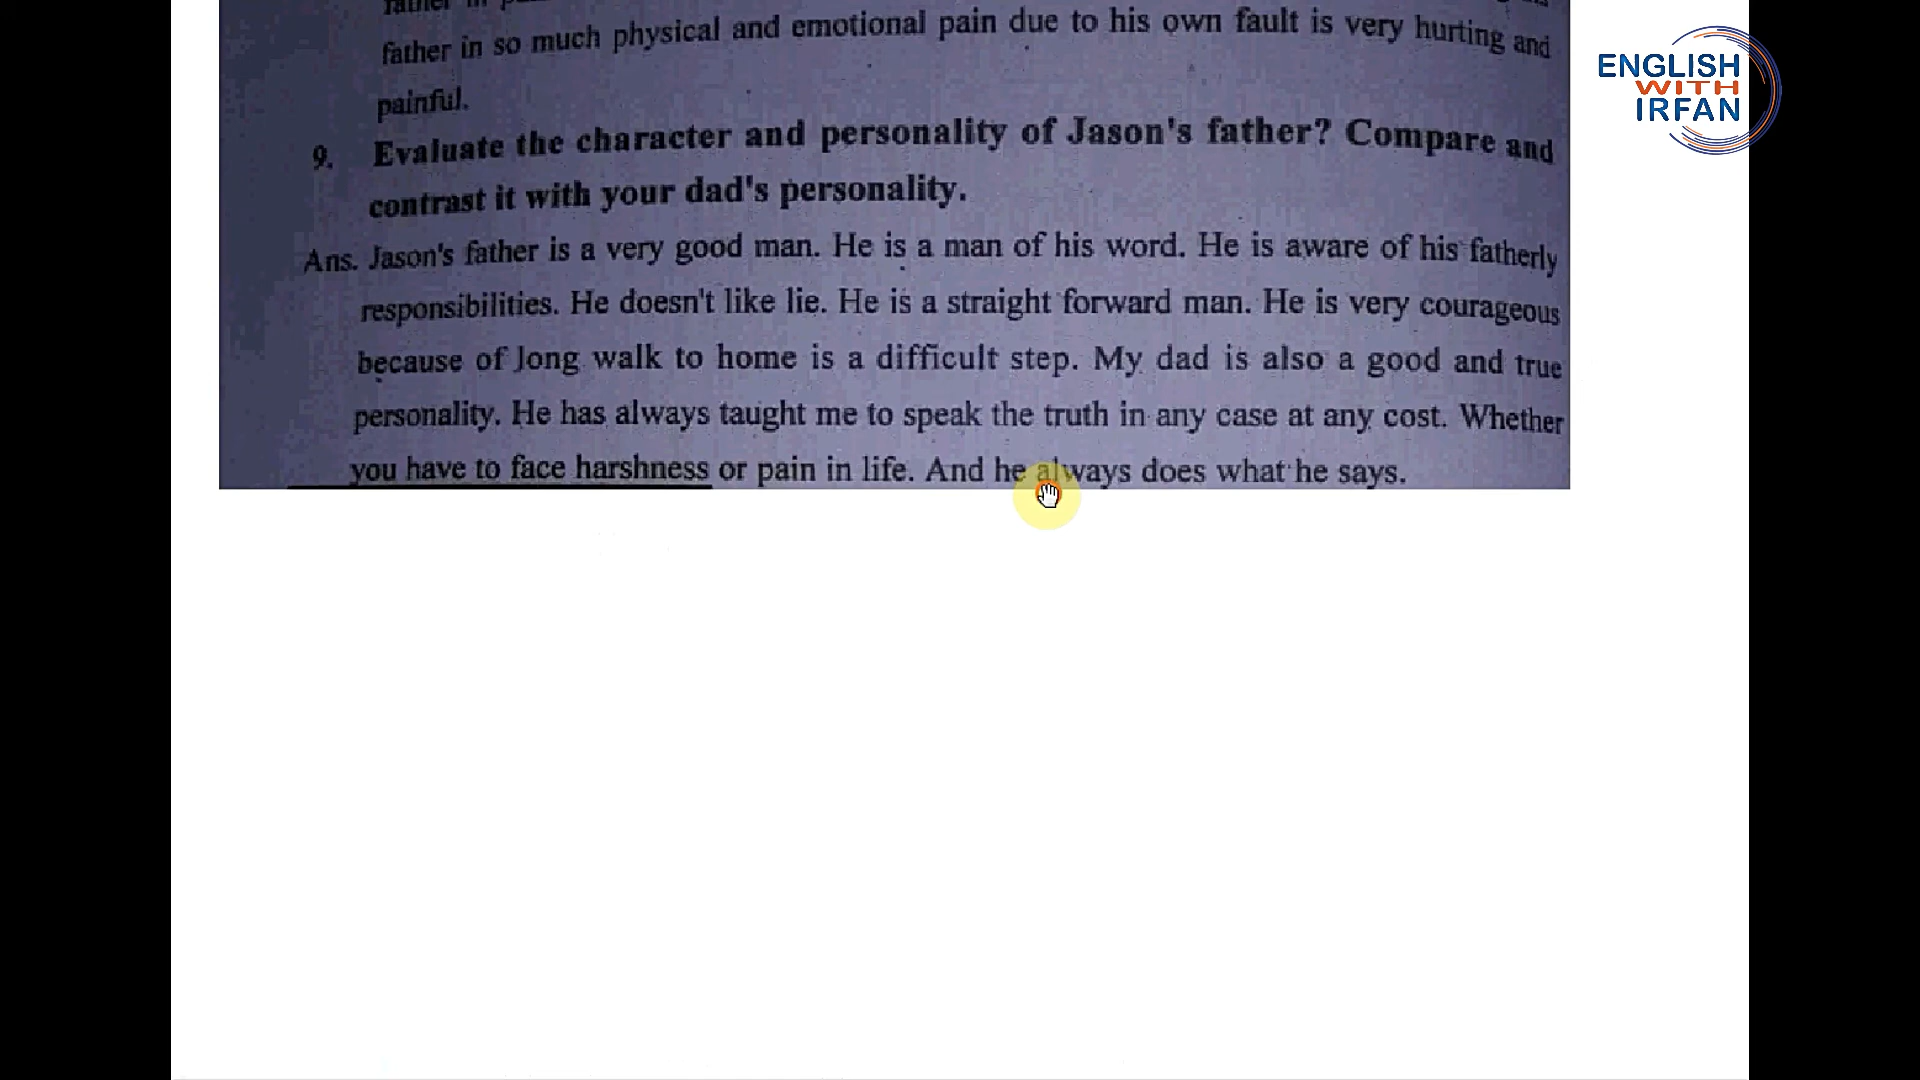 father in
father in so much physical and emotional pain due to his own fault is very hurting and
painful.
9. Evaluate the character and personality of Jason's father? Compare and
contrast it with your dad's personality.
Ans. Jason's father is a very good man. He is a man of his word. He is aware of his fatherly
responsibilities. He doesn't like lie. He is a straight forward man. He is very courageous
because of long walk to home is a difficult step. My dad is also a good and true
personality. He has always taught me to speak the truth in any case at any cost. Whether
you have to face harshness or pain in life. And he always does what he says.
ENGLISH
WITH
IRFAN